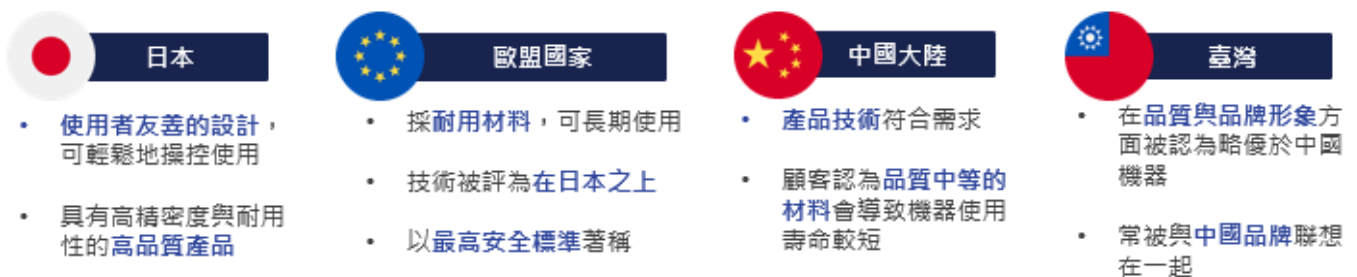 日本
使用者友善的設計，
可輕鬆地操控使用
具有高精密度與耐用
性的高品質產品
歐盟國家
採耐用材料，可長期使用
技術被評為在日本之上
以最高安全標準著稱
中國大陸
產品技術符合需求
顧客認為品質中等的
材料會導致機器使用
壽命較短
臺灣
在品質與品牌形象方
面被認為略優於中國
機器
常被與中國品牌聯想
在一起